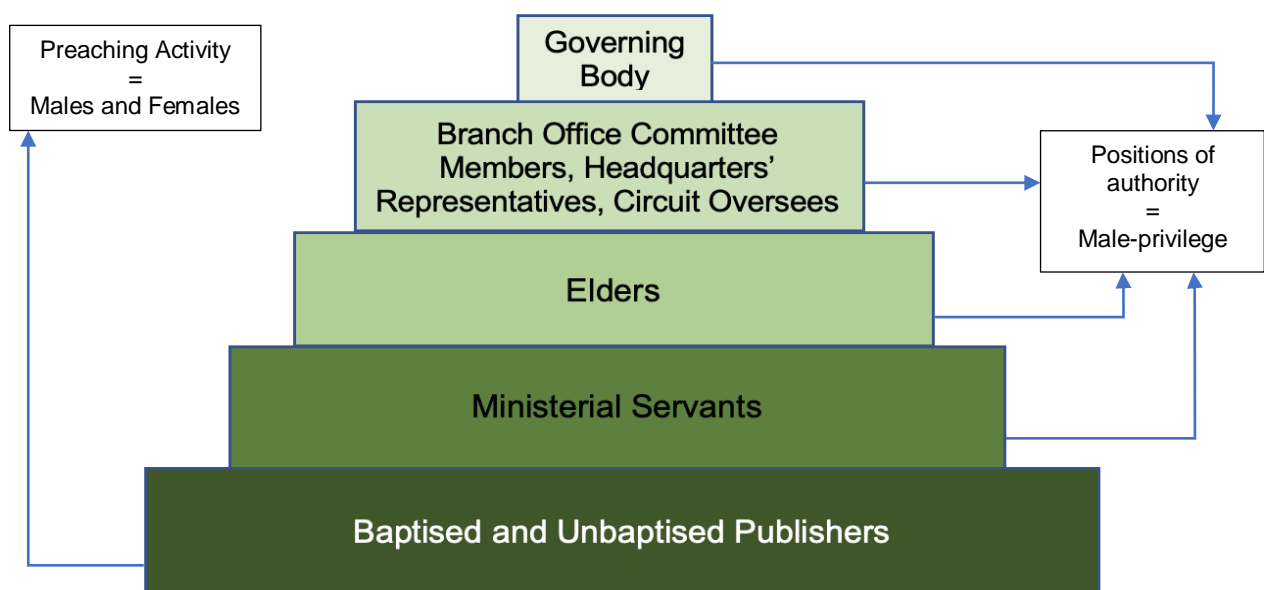 Preaching Activity
=
Males and Females
Governing
Body
Branch Office Committee
Members, Headquarters’
Representatives, Circuit Oversees
Positions of
authority
=
Male-privilege
Elders
Ministerial Servants
Baptised and Unbaptised Publishers